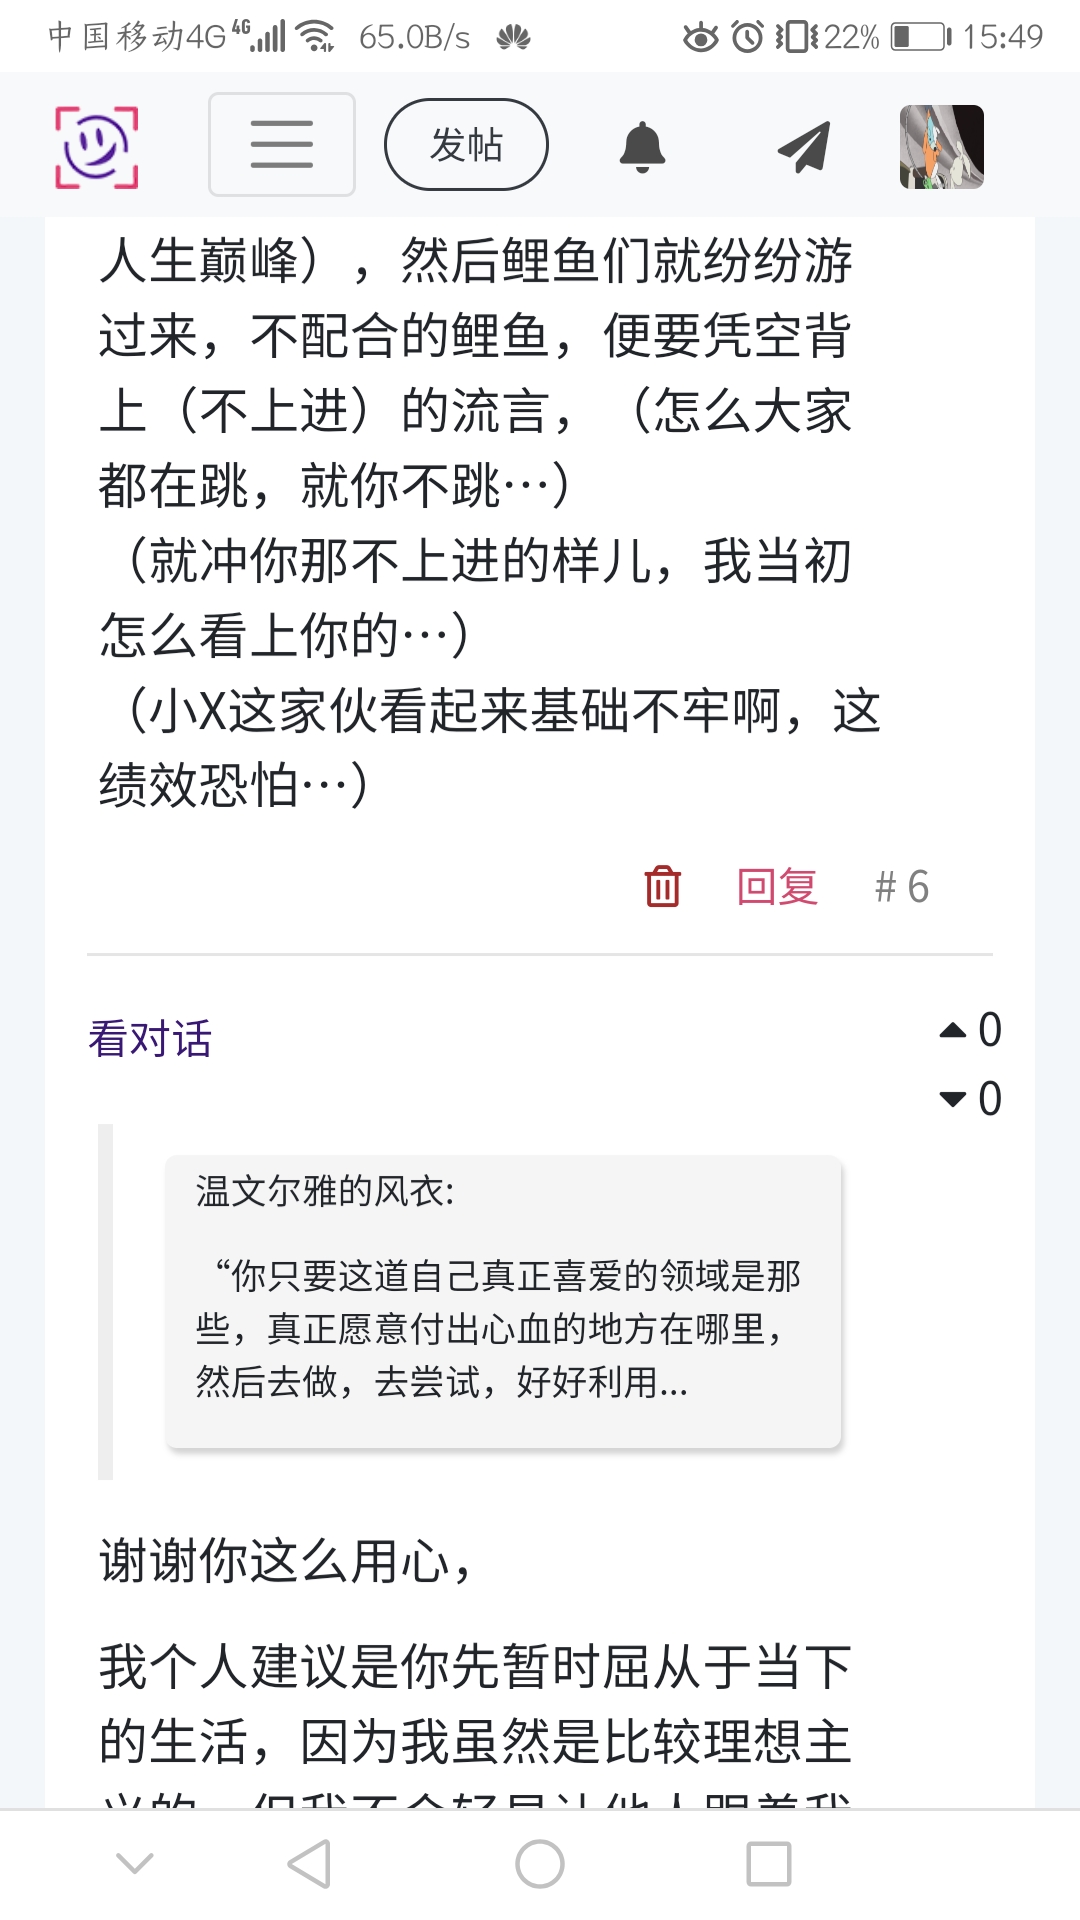 中国移动4G 4G 65.0B/s 22% 15:49
发帖
人生巅峰），然后鲤鱼们就纷纷游
过来，不配合的鲤鱼，便要凭空背
上（不上进）的流言，（怎么大家
都在跳，就你不跳…）
（就冲你那不上进的样儿，我当初
怎么看上你的…）
（小X这家伙看起来基础不牢啊，这
绩效恐怕…）
回复 # 6
看对话
0
0
温文尔雅的风衣:
“你只要这道自己真正喜爱的领域是那
些，真正愿意付出心血的地方在哪里，
然后去做，去尝试，好好利用...
谢谢你这么用心，
我个人建议是你先暂时屈从于当下
的生活，因为我虽然是比较理想主